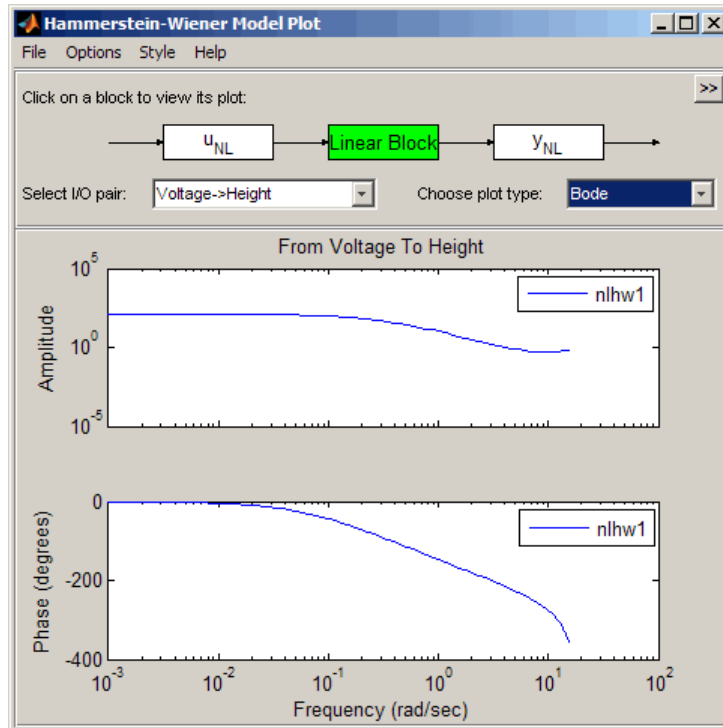 Hammerstein-Wiener Model Plot
File Options Style Help
Click on a block to view its plot:
>>
u_NL Linear Block y_NL
Select I/O pair: Voltage->Height Choose plot type: Bode
From Voltage To Height
10^5
10^0
10^-5
Amplitude
nlhw1
0
-200
-400
Phase (degrees)
nlhw1
10^-3 10^-2 10^-1 10^0 10^1 10^2
Frequency (rad/sec)